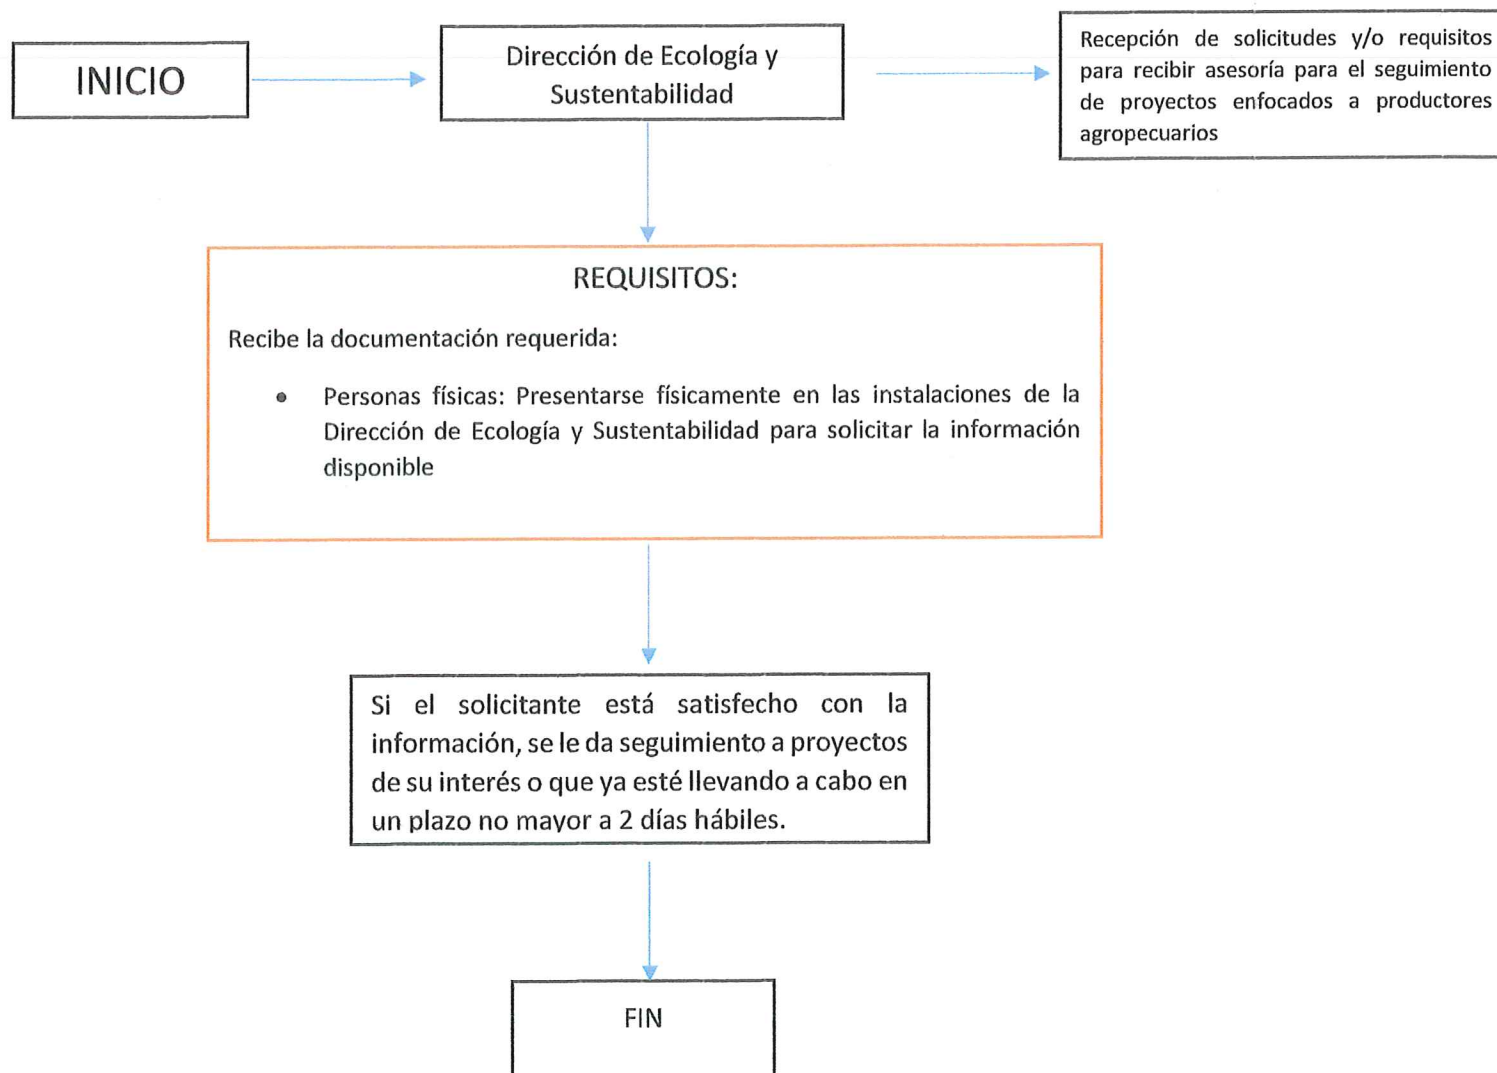 INICIO
Dirección de Ecología y
Sustentabilidad
Recepción de solicitudes y/o requisitos
para recibir asesoría para el seguimiento
de proyectos enfocados a productores
agropecuarios
REQUISITOS:
Recibe la documentación requerida:
• Personas físicas: Presentarse físicamente en las instalaciones de la
Dirección de Ecología y Sustentabilidad para solicitar la información
disponible
Si el solicitante está satisfecho con la
información, se le da seguimiento a proyectos
de su interés o que ya esté llevando a cabo en
un plazo no mayor a 2 días hábiles.
FIN